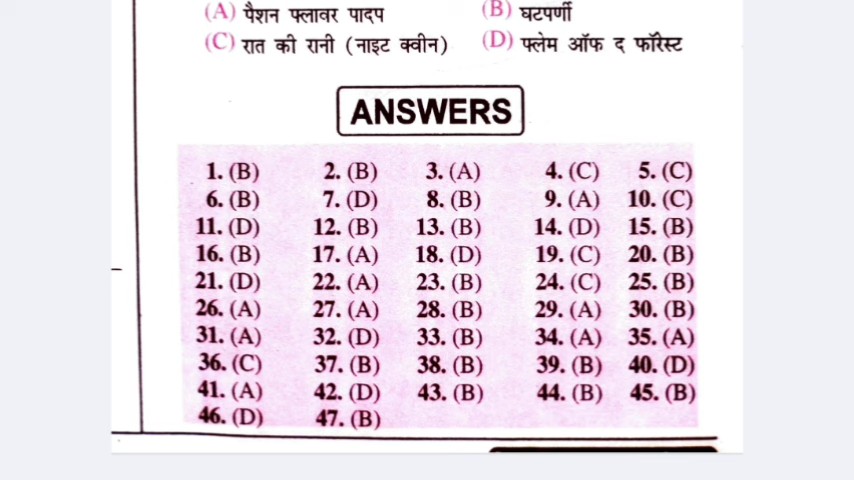 (A) पैशन फ्लावर पादप (B) घटपर्णी
(C) रात की रानी (नाइट क्वीन) (D) फ्लेम ऑफ द फॉरेस्ट
ANSWERS
1. (B) 2. (B) 3. (A) 4. (C) 5. (C)
6. (B) 7. (D) 8. (B) 9. (A) 10. (C)
11. (D) 12. (B) 13. (B) 14. (D) 15. (B)
16. (B) 17. (A) 18. (D) 19. (C) 20. (B)
21. (D) 22. (A) 23. (B) 24. (C) 25. (B)
26. (A) 27. (A) 28. (B) 29. (A) 30. (B)
31. (A) 32. (D) 33. (B) 34. (A) 35. (A)
36. (C) 37. (B) 38. (B) 39. (B) 40. (D)
41. (A) 42. (D) 43. (B) 44. (B) 45. (B)
46. (D) 47. (B)